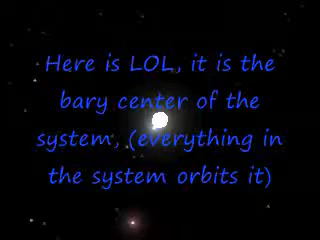 Here is LOL, it is the
bary center of the
system, (everything in
the system orbits it)